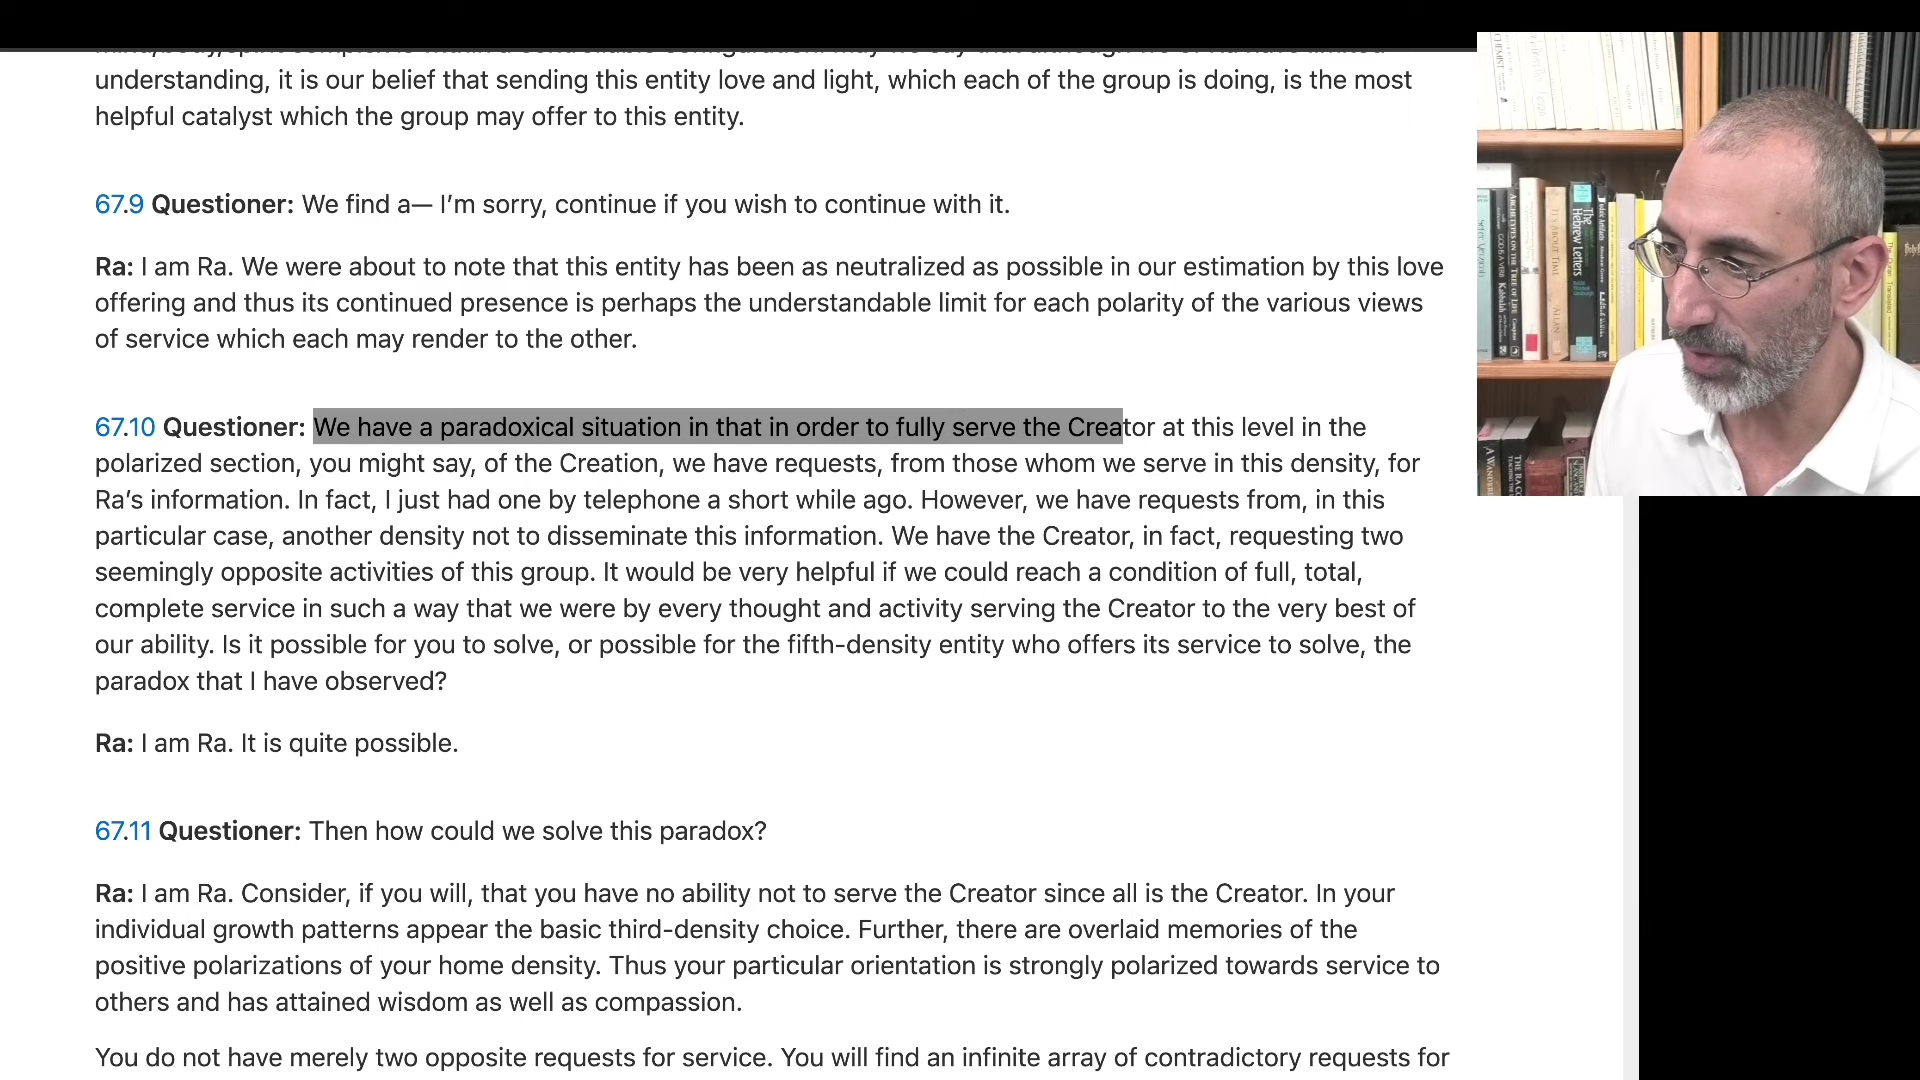 understanding, it is our belief that sending this entity love and light, which each of the group is doing, is the most
helpful catalyst which the group may offer to this entity.
67.9 Questioner: We find a— I’m sorry, continue if you wish to continue with it.
Ra: I am Ra. We were about to note that this entity has been as neutralized as possible in our estimation by this love
offering and thus its continued presence is perhaps the understandable limit for each polarity of the various views
of service which each may render to the other.
67.10 Questioner: We have a paradoxical situation in that in order to fully serve the Creator at this level in the
polarized section, you might say, of the Creation, we have requests, from those whom we serve in this density, for
Ra’s information. In fact, I just had one by telephone a short while ago. However, we have requests from, in this
particular case, another density not to disseminate this information. We have the Creator, in fact, requesting two
seemingly opposite activities of this group. It would be very helpful if we could reach a condition of full, total,
complete service in such a way that we were by every thought and activity serving the Creator to the very best of
our ability. Is it possible for you to solve, or possible for the fifth-density entity who offers its service to solve, the
paradox that I have observed?
Ra: I am Ra. It is quite possible.
67.11 Questioner: Then how could we solve this paradox?
Ra: I am Ra. Consider, if you will, that you have no ability not to serve the Creator since all is the Creator. In your
individual growth patterns appear the basic third-density choice. Further, there are overlaid memories of the
positive polarizations of your home density. Thus your particular orientation is strongly polarized towards service to
others and has attained wisdom as well as compassion.
You do not have merely two opposite requests for service. You will find an infinite array of contradictory requests for
The Hebrew Letters
ARCHETYPES ON THE TREE OF LIFE
IT'S ABOUT TIME
GOD IS A VERB
Kabbalah
ALLAN